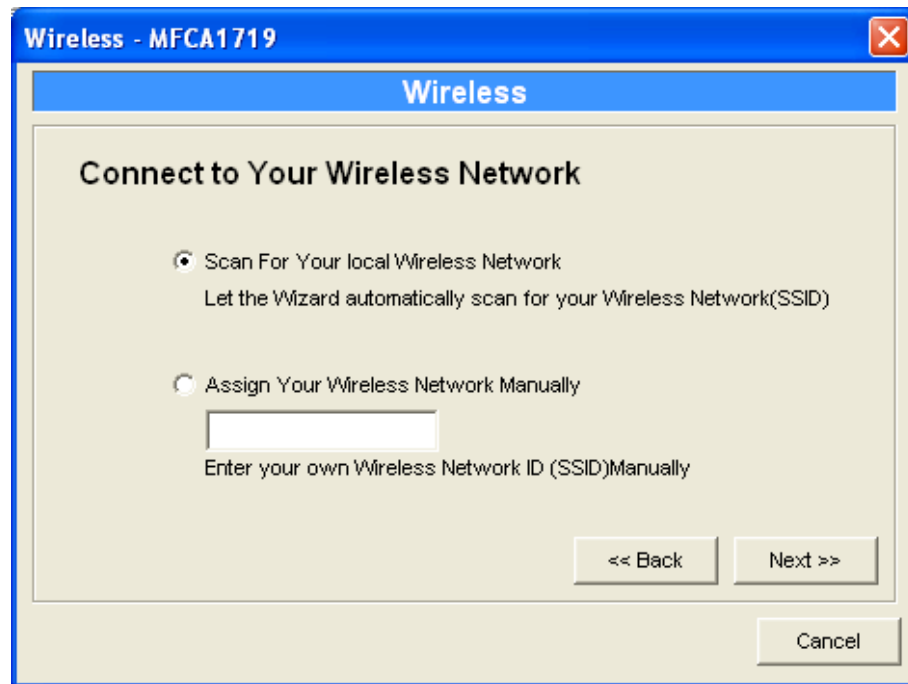 Wireless - MFCA1719
Wireless
Connect to Your Wireless Network
Scan For Your local Wireless Network
Let the Wizard automatically scan for your Wireless Network(SSID)
Assign Your Wireless Network Manually
Enter your own Wireless Network ID (SSID)Manually
<< Back
Next >>
Cancel